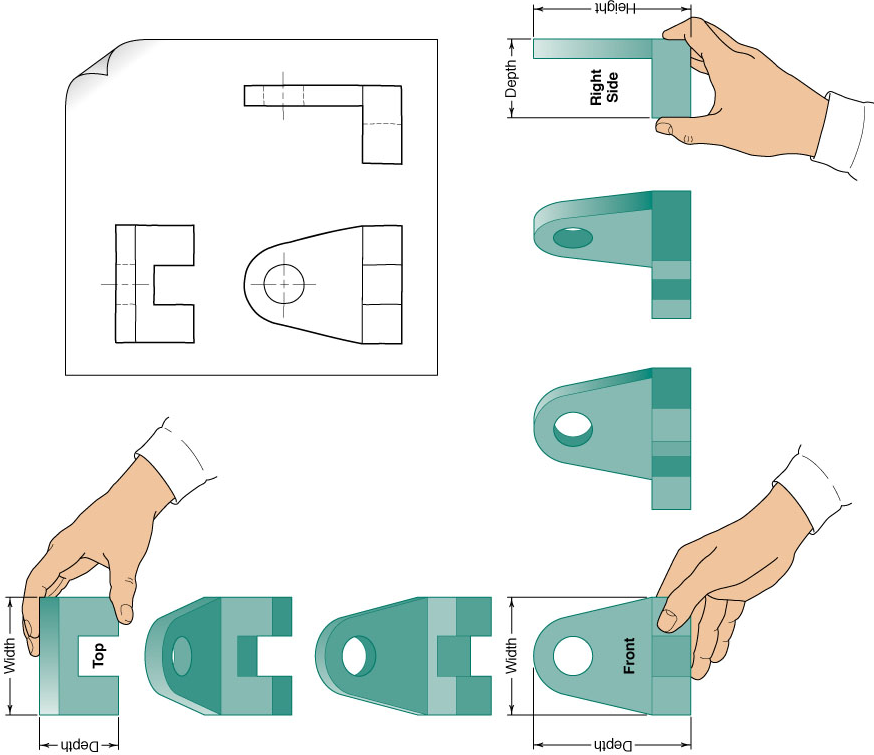 Height
Depth
Right
Side
Width
Top
Depth
Width
Front
Depth